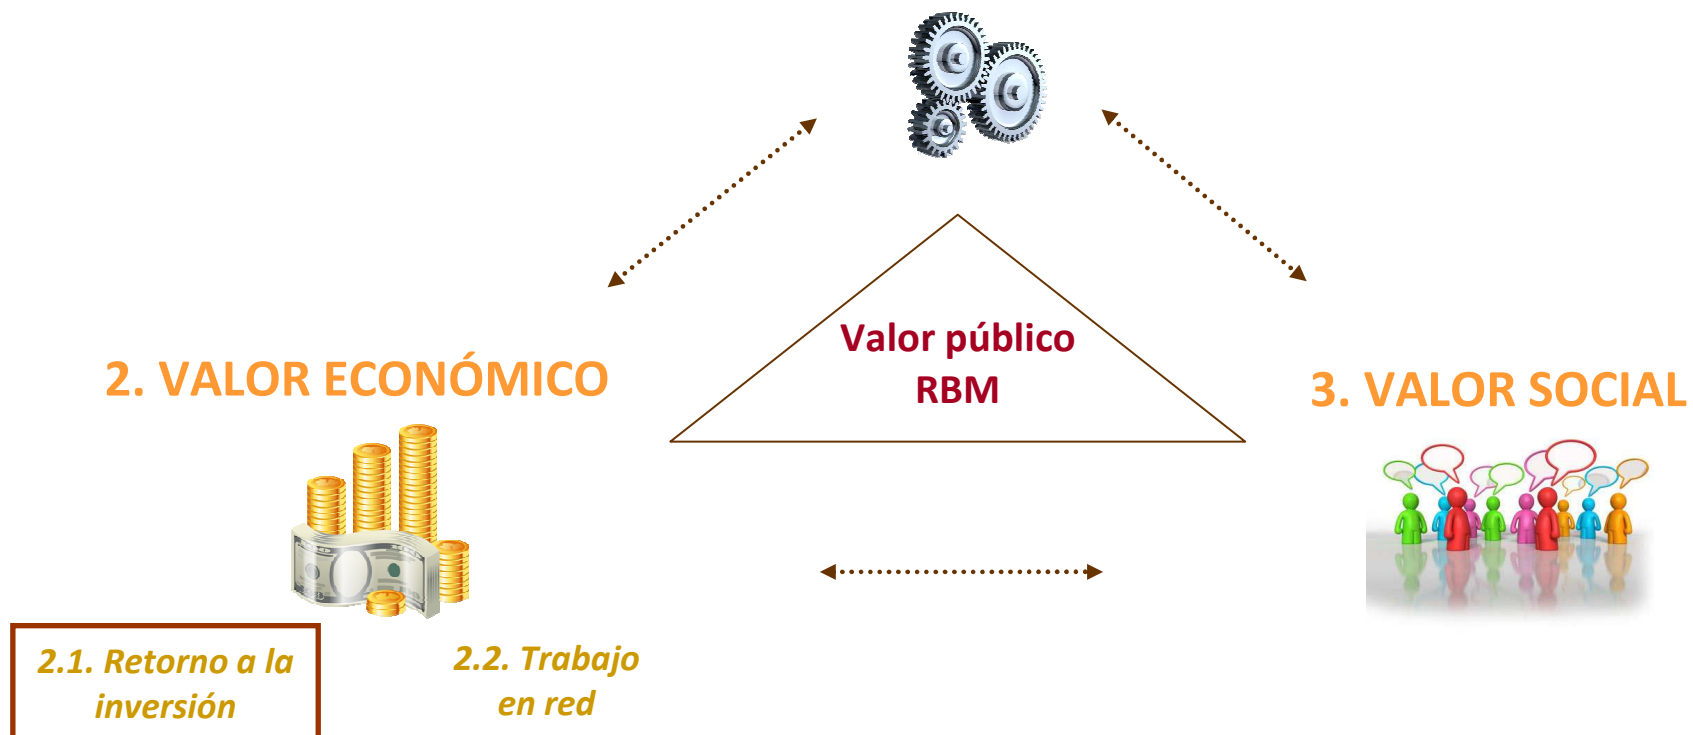 Valor público
RBM
2. VALOR ECONÓMICO
3. VALOR SOCIAL
2.1. Retorno a la
inversión
2.2. Trabajo
en red